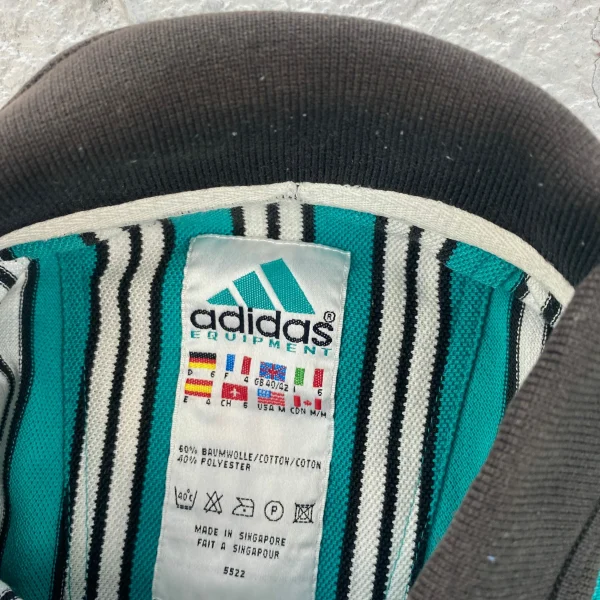 adidas®
EQUIPMENT
D 6 F 4 GB 40/42 I 6
E 4 CH 6 USA M CDN M/M
60% BAUMWOLLE/COTTON/COTON
40% POLYESTER
40°C P
MADE IN SINGAPORE
FAIT A SINGAPOUR
5522